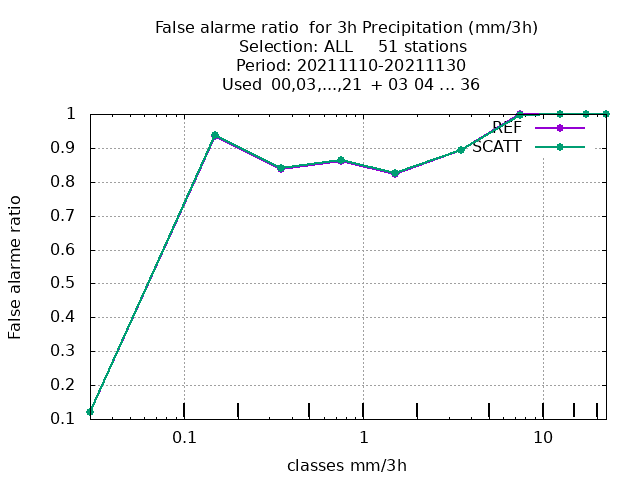 False alarme ratio  for 3h Precipitation (mm/3h)
Selection: ALL     51 stations
Period: 20211110-20211130
Used  00,03,...,21  + 03 04 ... 36
REF
SCATT
1
0.9
0.8
0.7
0.6
0.5
0.4
0.3
0.2
0.1
False alarme ratio
0.1
1
10
classes mm/3h